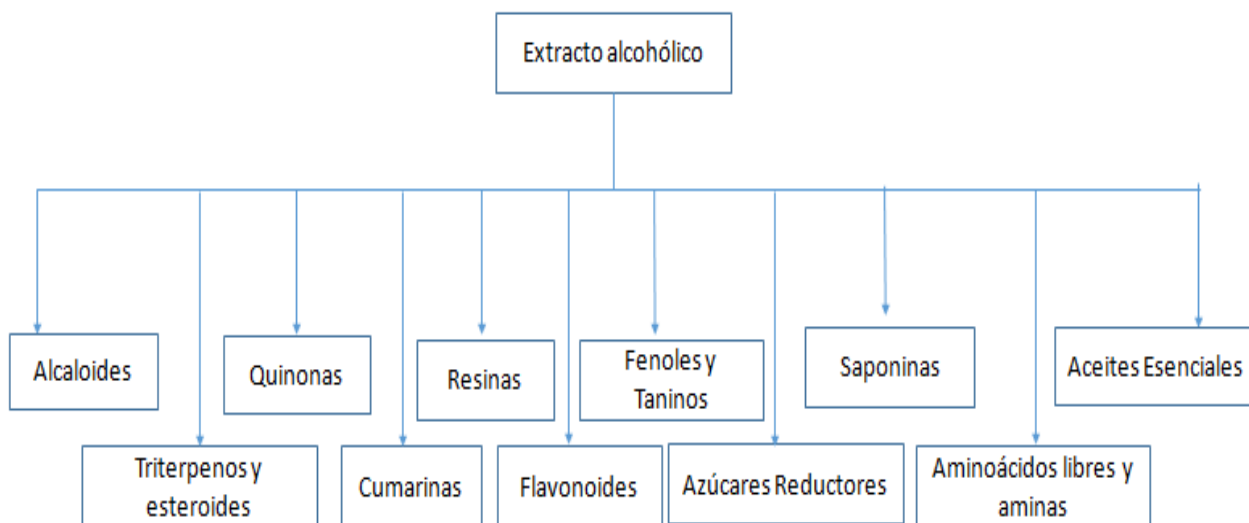 Extracto alcohólico
Alcaloides
Quinonas
Resinas
Fenoles y
Taninos
Saponinas
Aceites Esenciales
Triterpenos y
esteroides
Cumarinas
Flavonoides
Azúcares Reductores
Aminoácidos libres y
aminas